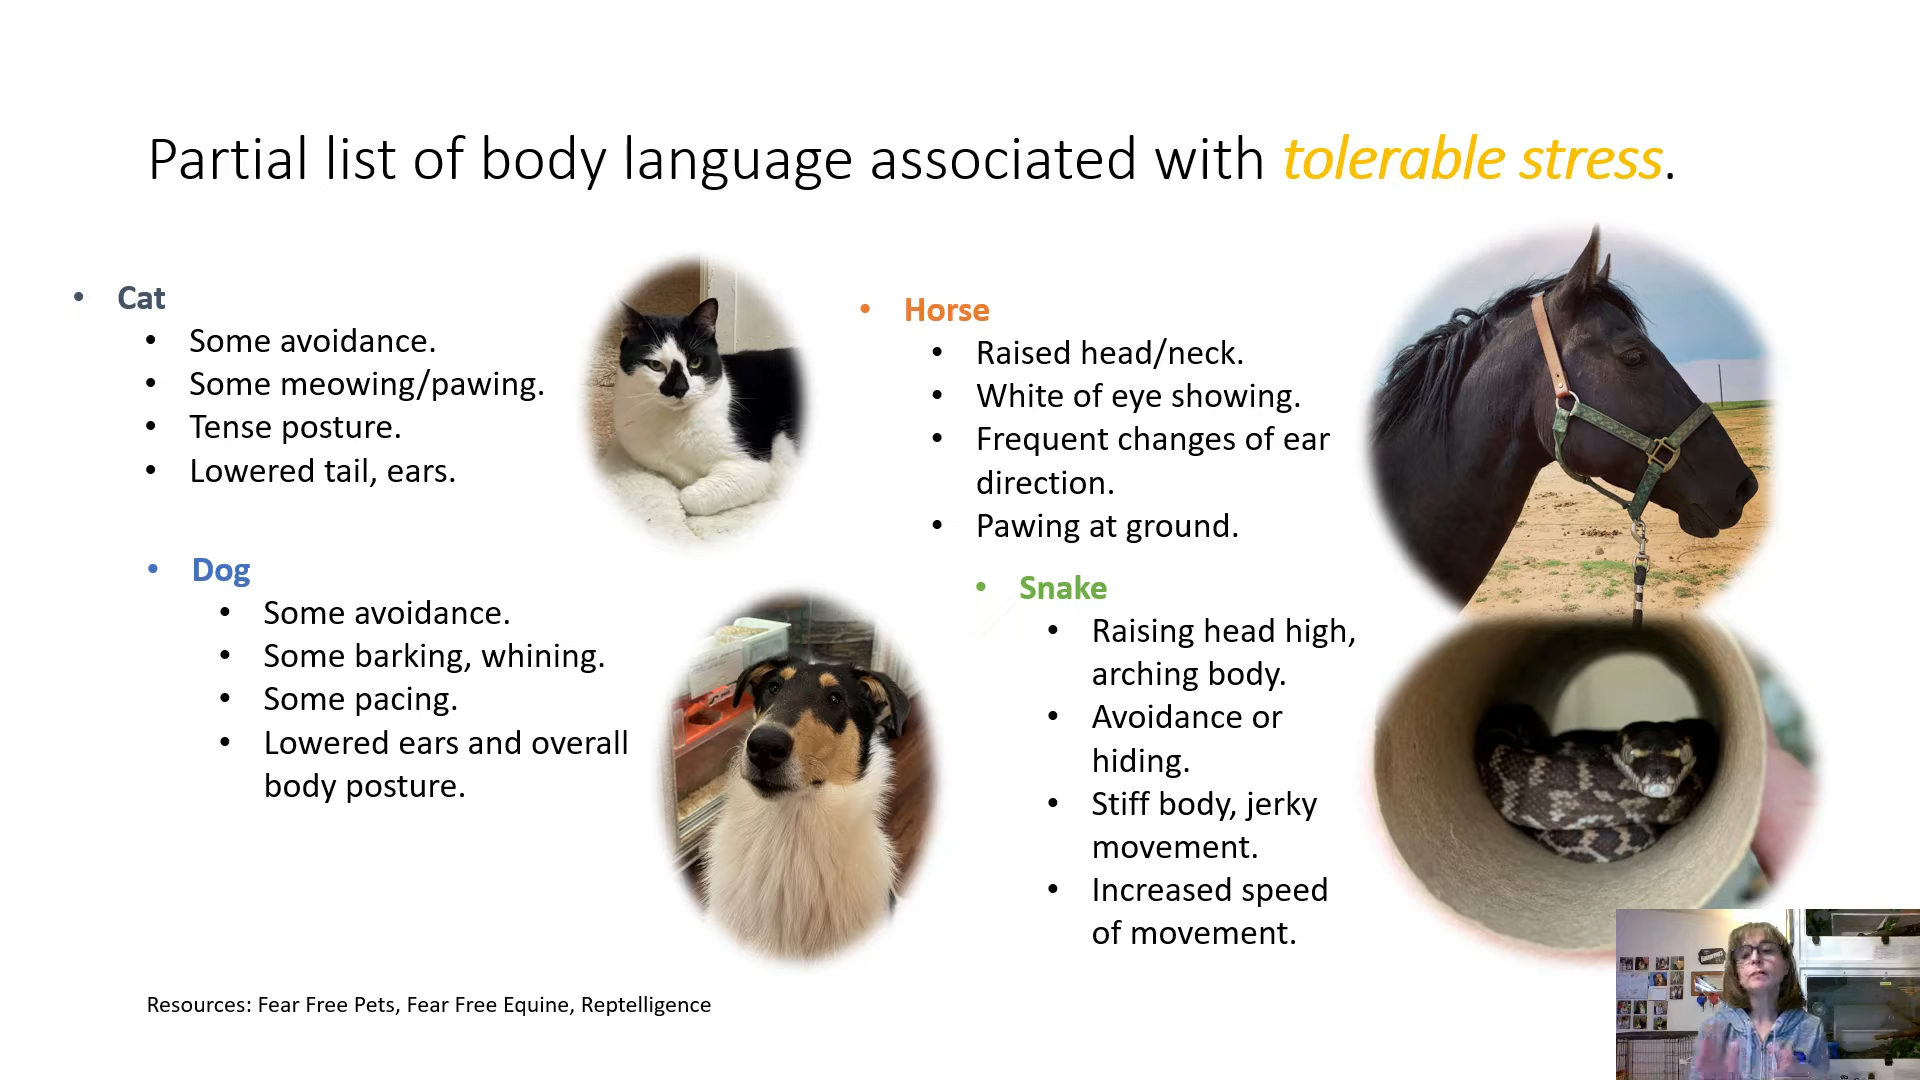 Partial list of body language associated with tolerable stress.
• Cat
• Some avoidance.
• Some meowing/pawing.
• Tense posture.
• Lowered tail, ears.
• Dog
• Some avoidance.
• Some barking, whining.
• Some pacing.
• Lowered ears and overall
body posture.
• Horse
• Raised head/neck.
• White of eye showing.
• Frequent changes of ear
direction.
• Pawing at ground.
• Snake
• Raising head high,
arching body.
• Avoidance or
hiding.
• Stiff body, jerky
movement.
• Increased speed
of movement.
Resources: Fear Free Pets, Fear Free Equine, Reptelligence